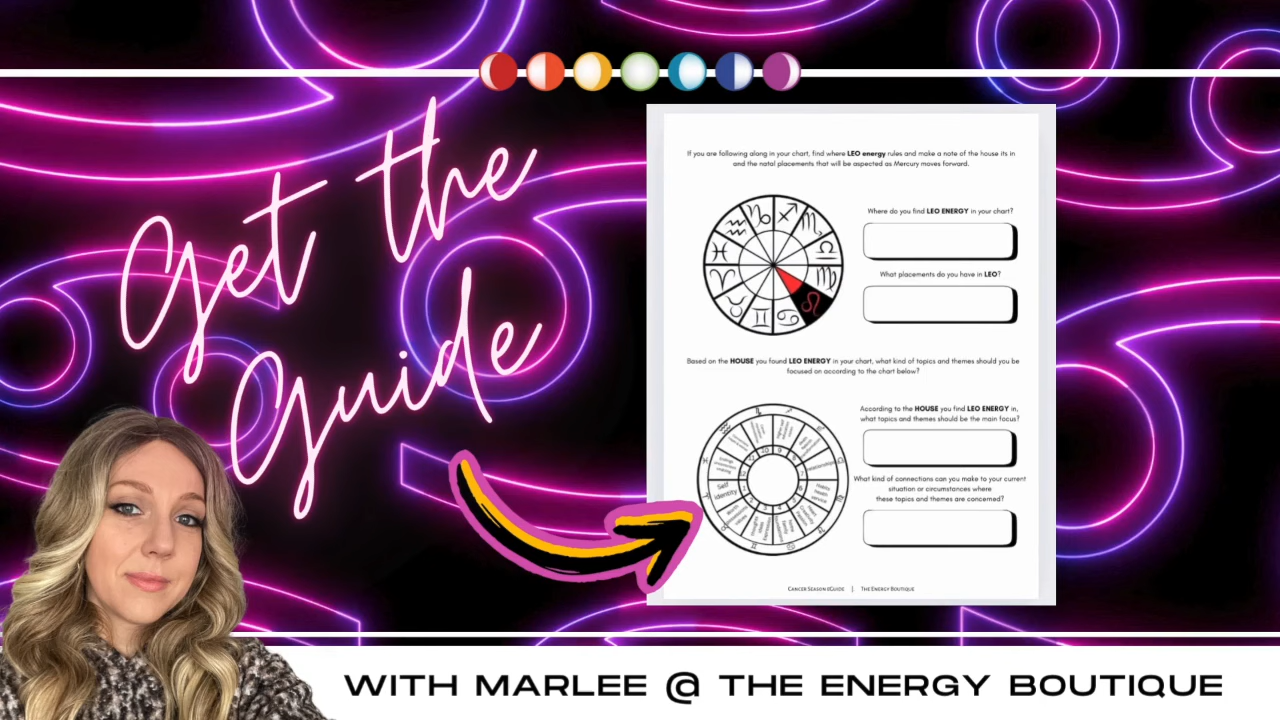 Get the
Guide
If you are following along in your chart, find where LEO energy rules and make a note of the house its in
and the natal placements that will be aspected as Mercury moves forward.
Where do you find LEO ENERGY in your chart?
What placements do you have in LEO?
Based on the HOUSE you found LEO ENERGY in your chart, what kind of topics and themes should you be
focused on according to the chart below?
According to the HOUSE you find LEO ENERGY in,
what topics and themes should be the main focus?
What kind of connections can you make to your current
situation or circumstances where
these topics and themes are concerned?
Self
Identity
Relationships
Habits
health
service
CANCER SEASON I/GUIDE | THE ENERGY BOUTIQUE
WITH MARLEE @ THE ENERGY BOUTIQUE